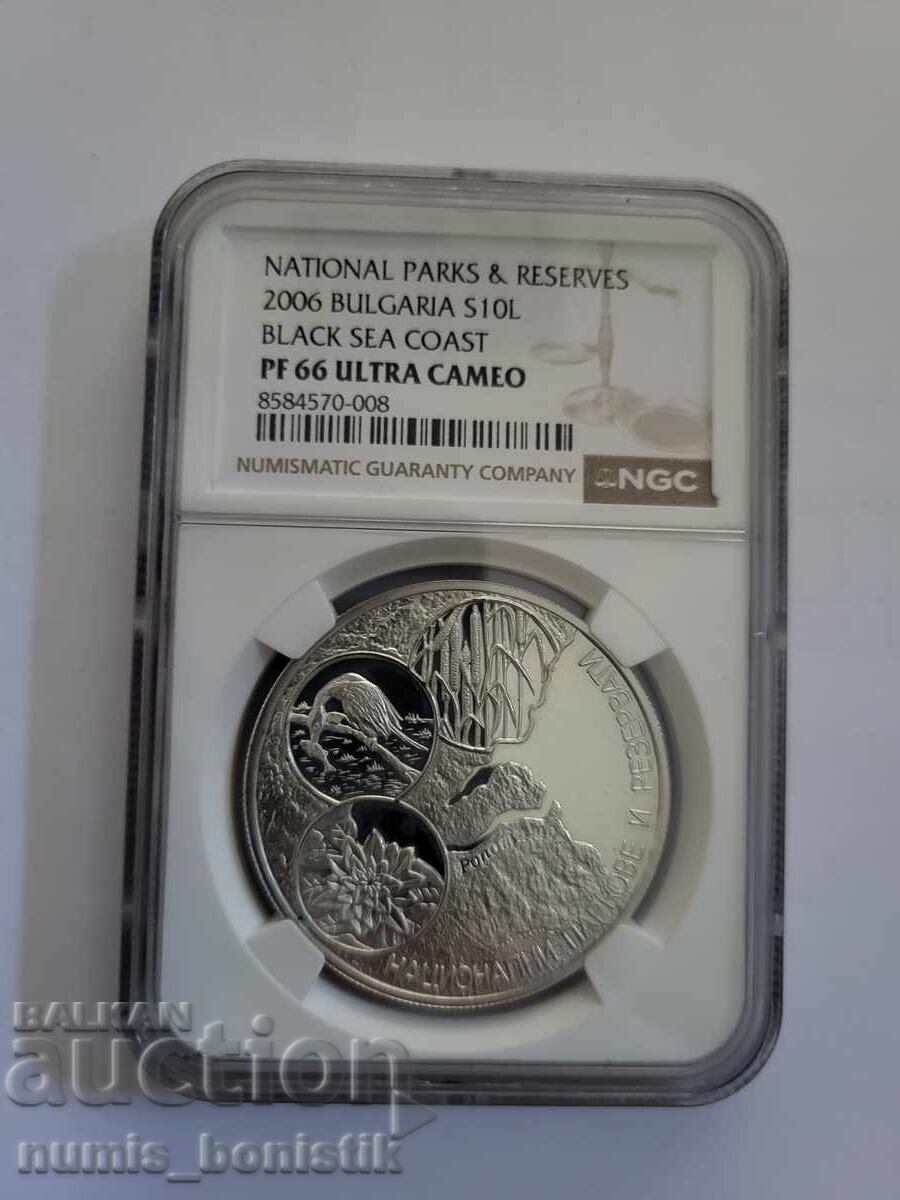 NATIONAL PARKS & RESERVES
2006 BULGARIA S10L
BLACK SEA COAST
PF 66 ULTRA CAMEO
8584570-008
NUMISMATIC GUARANTY COMPANY
NGC
НАЦИОНАЛНИ ПАРКОВЕ И РЕЗЕРВАТИ
BALKAN
auction
numis_bonistik